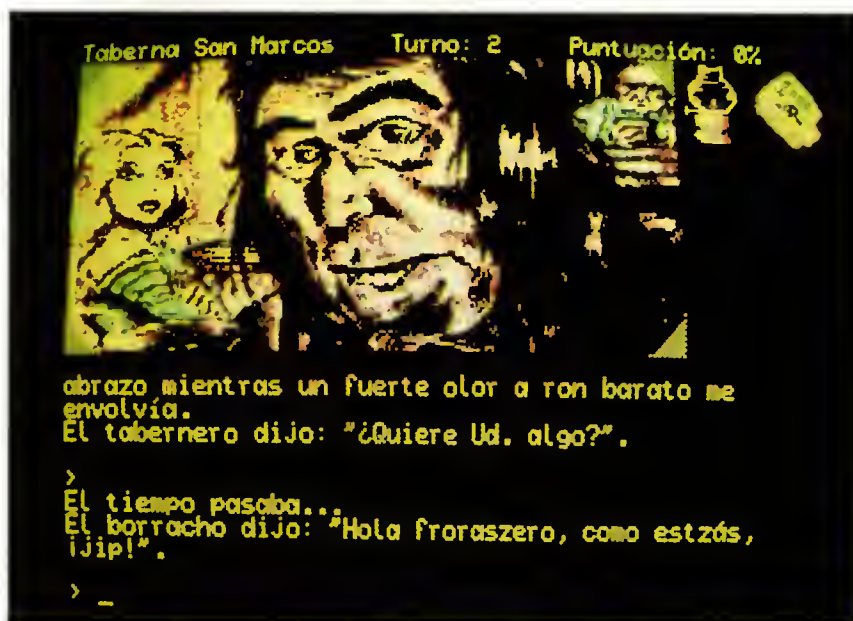 Taberna San Marcos Turno: 2 Puntuación: 0%
abrazo mientras un fuerte olor a ron barato me
envolvía.
El tabernero dijo: "¿Quiere Ud. algo?".
>
El tiempo pasaba...
El borracho dijo: "Hola froraszero, como estzás,
¡jip!".
> _